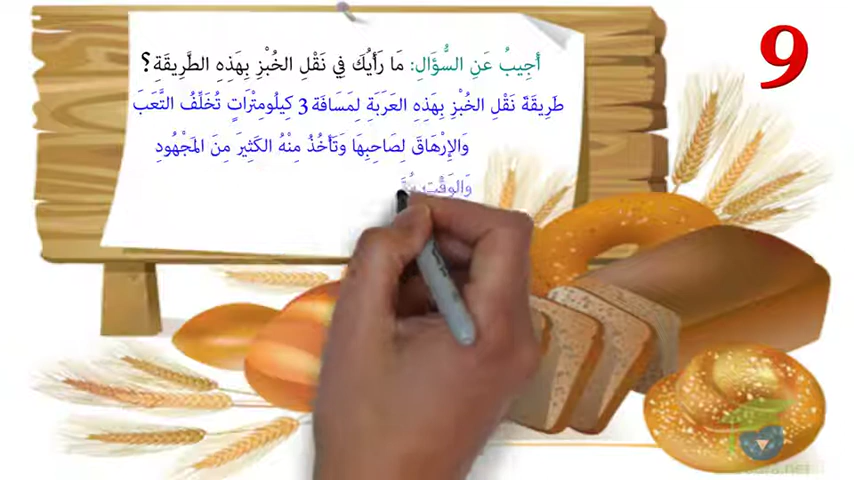 9
أُجِيبُ عَنِ السُّؤَالِ: مَا رَأْيُكَ فِي نَقْلِ الخُبْزِ بِهَذِهِ الطَّرِيقَةِ؟
طَرِيقَةَ نَقْلِ الخُبْزِ بِهَذِهِ العَرَبَةِ لِمَسَافَة 3 كِيلُومِتْرَاتٍ تُخَلِّفُ التَّعَبَ
وَالإِرْهَاقَ لِصَاحِبِهَا وَتَأْخُذُ مِنْهُ الكَثِيرَ مِنَ المَجْهُودِ
وَالوَقْتِ